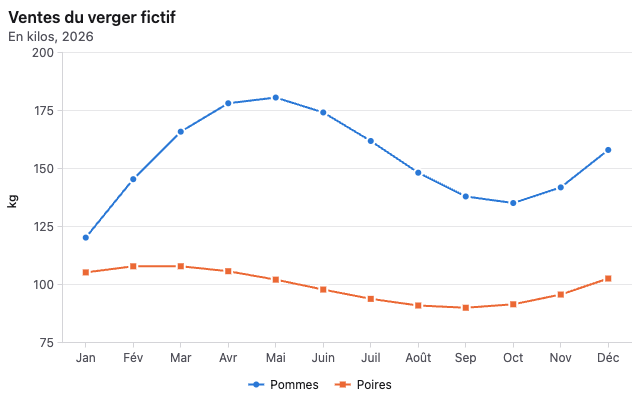 Ventes du verger fictif
En kilos, 2026
200
175
150
125
100
75
kg
Jan Fév Mar Avr Mai Juin Juil Août Sep Oct Nov Déc
Pommes Poires